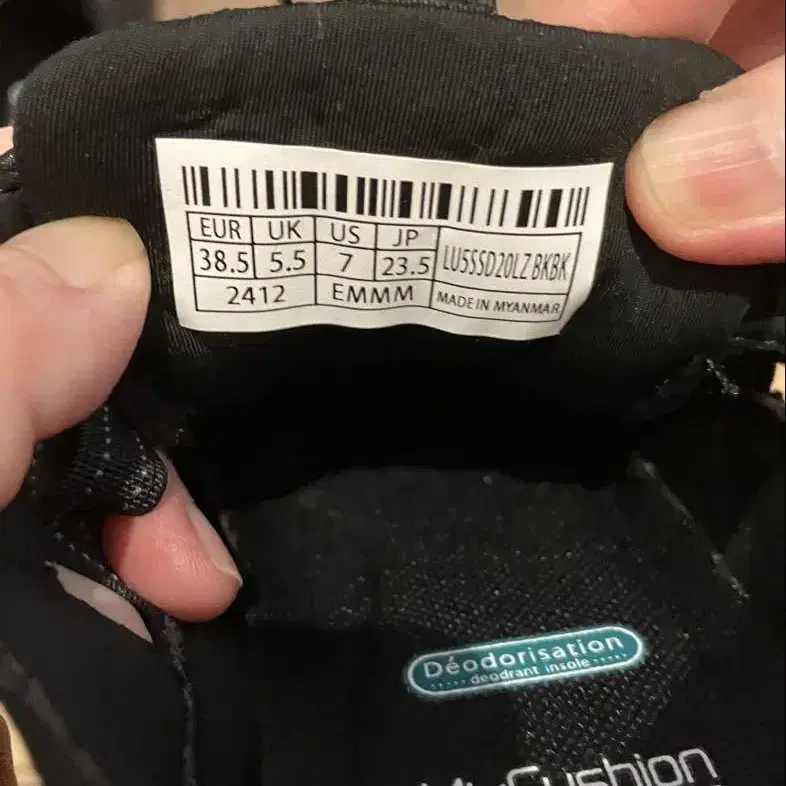 EUR UK US JP
38.5 5.5 7 23.5 LU5SSD20LZ BKBK
2412 EMMM MADE IN MYANMAR
Déodorisation
deodrant insole
Cushion